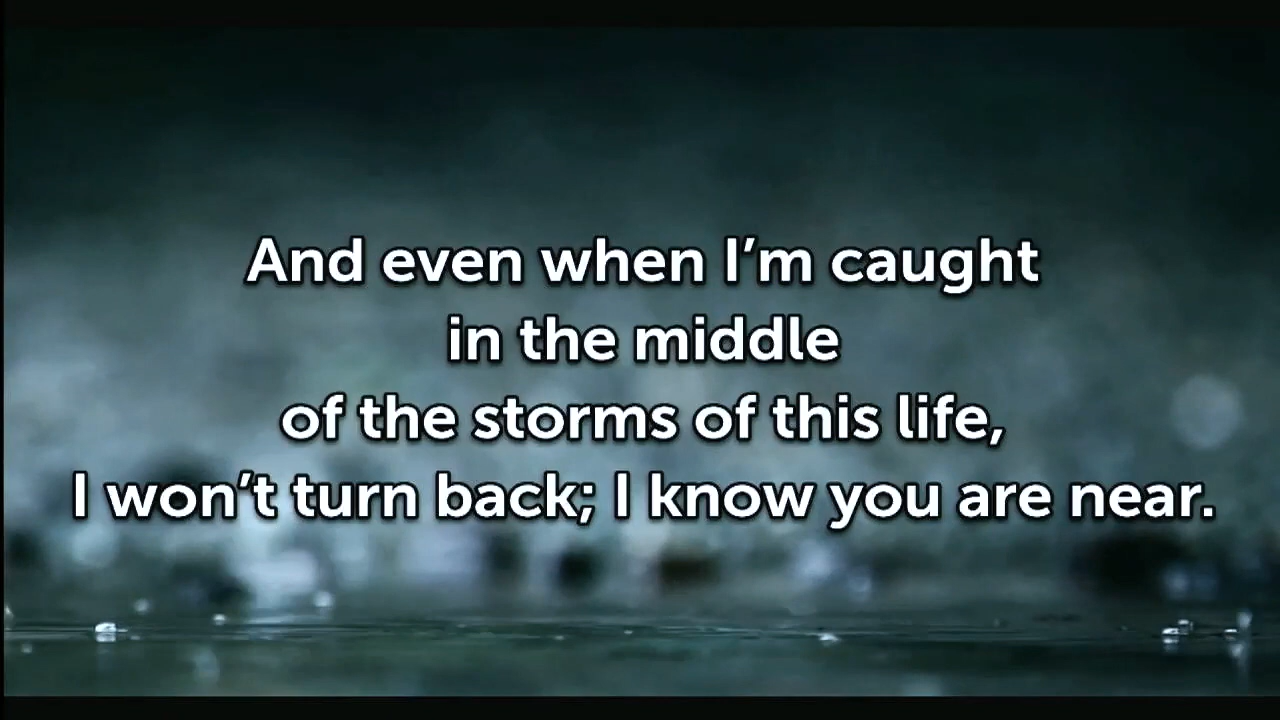 And even when I’m caught
in the middle
of the storms of this life,
I won’t turn back; I know you are near.